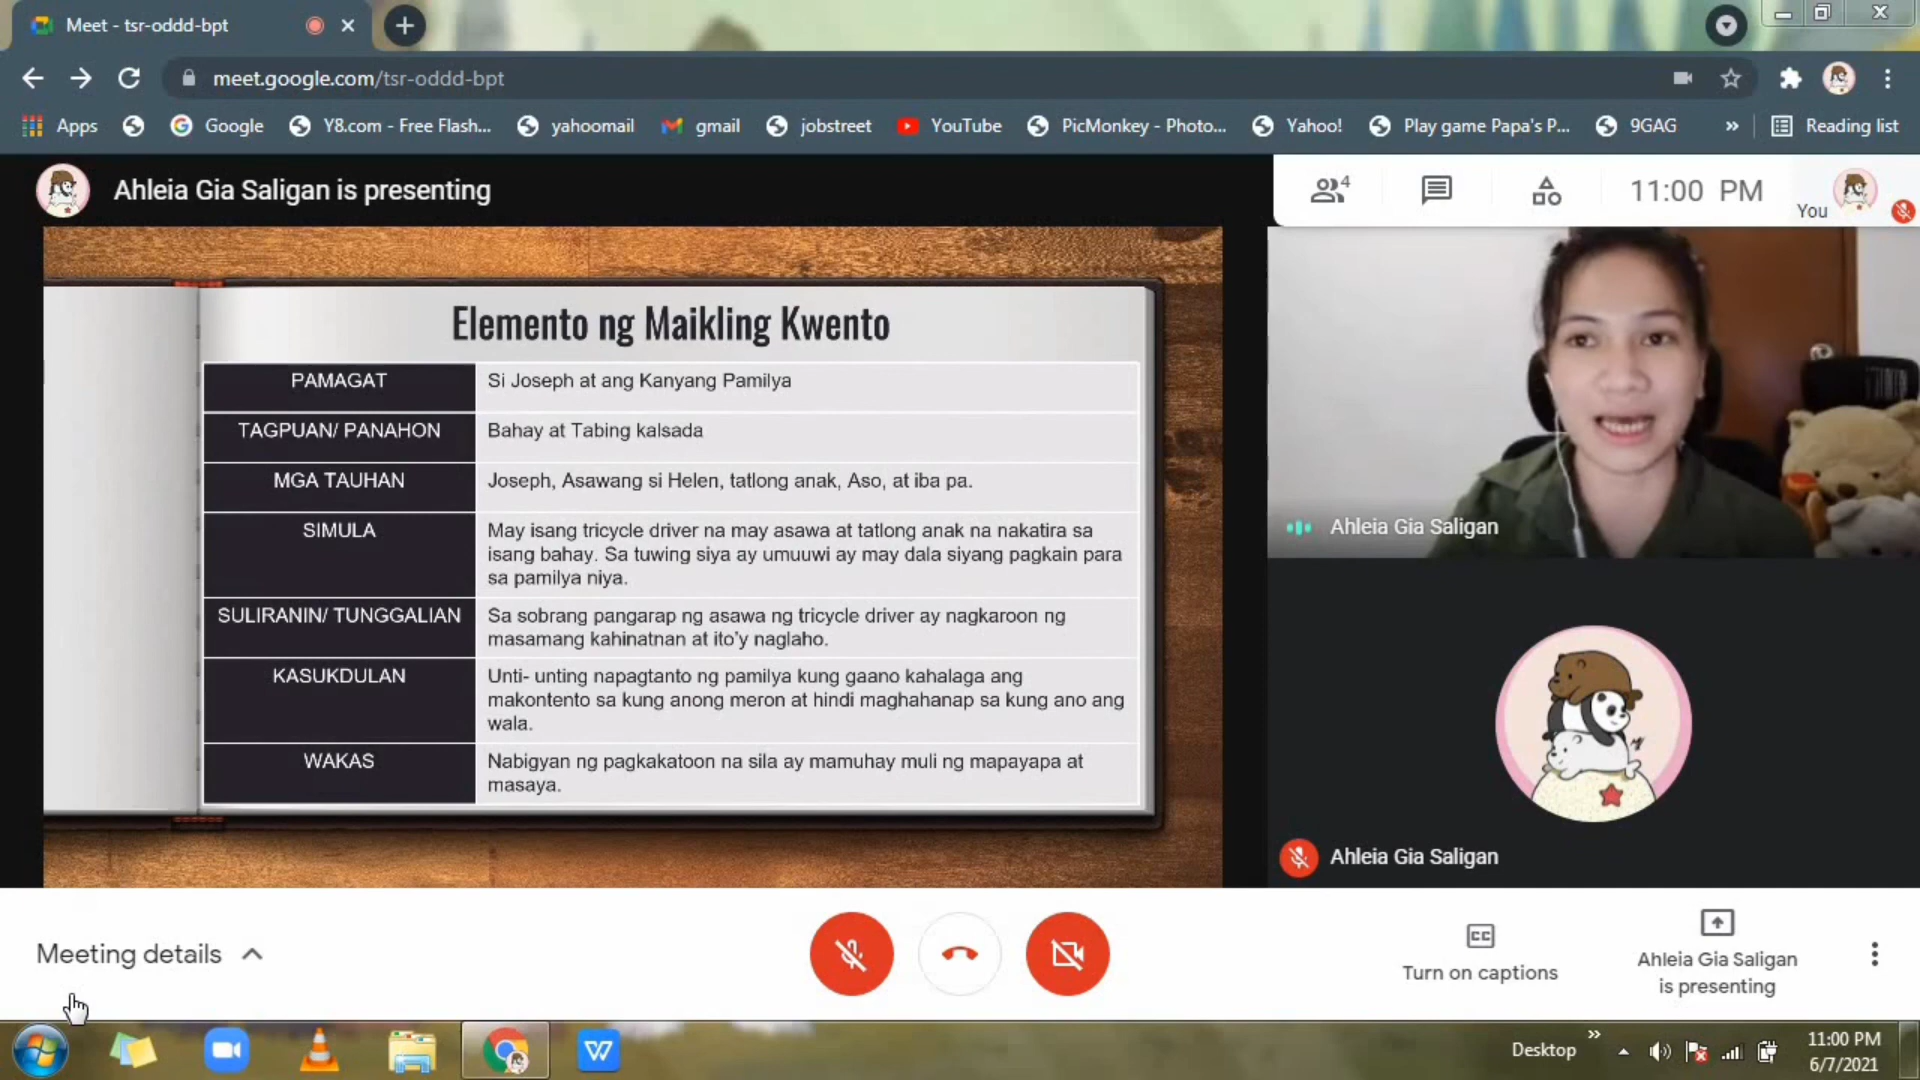 Meet - tsr-oddd-bpt
meet.google.com/tsr-oddd-bpt
Apps Google Y8.com - Free Flash... yahoomail gmail jobstreet YouTube PicMonkey - Photo... Yahoo! Play game Papa's P... 9GAG » Reading list
Ahleia Gia Saligan is presenting
4
11:00 PM
You
Elemento ng Maikling Kwento
PAMAGAT
Si Joseph at ang Kanyang Pamilya
TAGPUAN/ PANAHON
Bahay at Tabing kalsada
MGA TAUHAN
Joseph, Asawang si Helen, tatlong anak, Aso, at iba pa.
SIMULA
May isang tricycle driver na may asawa at tatlong anak na nakatira sa
isang bahay. Sa tuwing siya ay umuuwi ay may dala siyang pagkain para
sa pamilya niya.
SULIRANIN/ TUNGGALIAN
Sa sobrang pangarap ng asawa ng tricycle driver ay nagkaroon ng
masamang kahinatnan at ito'y naglaho.
KASUKDULAN
Unti- unting napagtanto ng pamilya kung gaano kahalaga ang
makontento sa kung anong meron at hindi maghahanap sa kung ano ang
wala.
WAKAS
Nabigyan ng pagkakatoon na sila ay mamuhay muli ng mapayapa at
masaya.
Ahleia Gia Saligan
Ahleia Gia Saligan
Meeting details
CC
Turn on captions
Ahleia Gia Saligan
is presenting
W
Desktop »
11:00 PM
6/7/2021